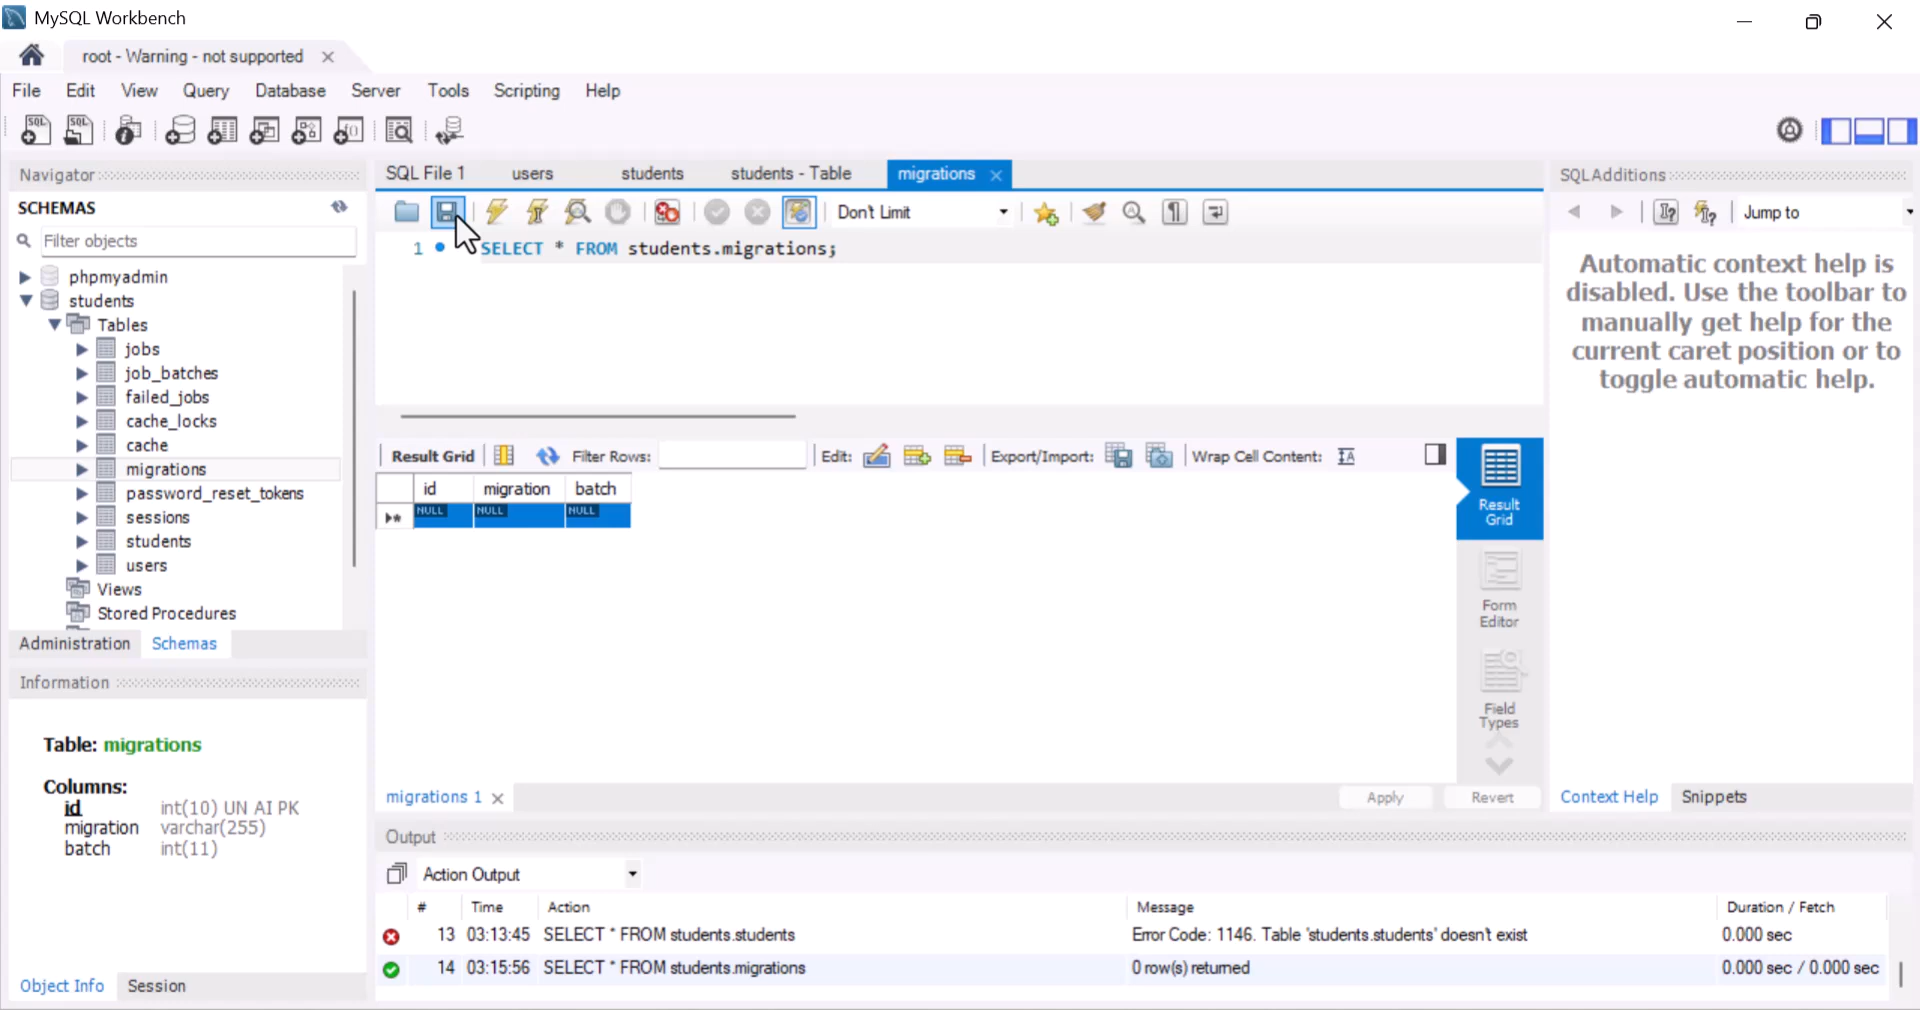 MySQL Workbench
root - Warning - not supported
File Edit View Query Database Server Tools Scripting Help
Navigator
SCHEMAS
Filter objects
phpmyadmin
students
Tables
jobs
job_batches
failed_jobs
cache_locks
cache
migrations
password_reset_tokens
sessions
students
users
Views
Stored Procedures
Administration Schemas
Information
Table: migrations
Columns:
id int(10) UN AI PK
migration varchar(255)
batch int(11)
Object Info Session
SQL File 1 users students students - Table migrations
Don't Limit
1 SELECT * FROM students.migrations;
Result Grid Filter Rows: Edit: Export/Import: Wrap Cell Content:
id migration batch
NULL NULL NULL
Result Grid
Form Editor
Field Types
migrations 1 Apply Revert
SQLAdditions
Jump to
Automatic context help is
disabled. Use the toolbar to
manually get help for the
current caret position or to
toggle automatic help.
Context Help Snippets
Output
Action Output
# Time Action Message Duration / Fetch
13 03:13:45 SELECT * FROM students.students Error Code: 1146. Table 'students.students' doesn't exist 0.000 sec
14 03:15:56 SELECT * FROM students.migrations 0 row(s) returned 0.000 sec / 0.000 sec